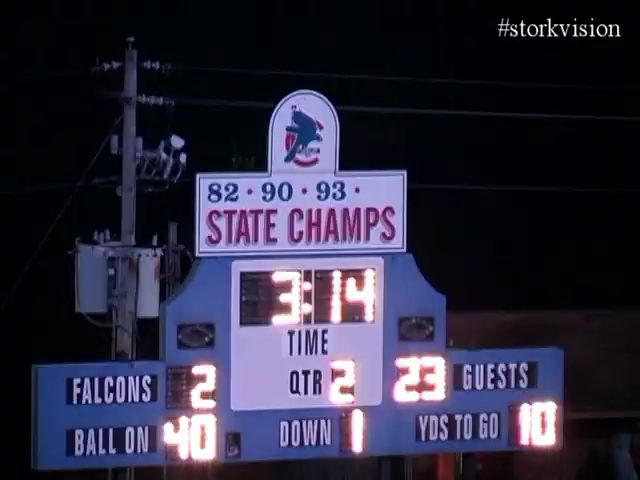 #storkvision
82 · 90 · 93 ·
STATE CHAMPS
3:14
TIME
FALCONS 2 QTR 2 23 GUESTS
BALL ON 40 DOWN 1 YDS TO GO 10